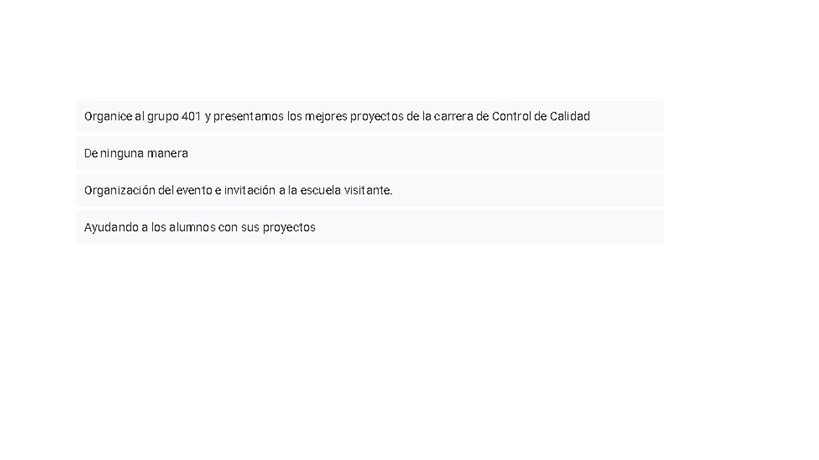 Organice al grupo 401 y presentamos los mejores proyectos de la carrera de Control de Calidad
De ninguna manera
Organización del evento e invitación a la escuela visitante.
Ayudando a los alumnos con sus proyectos